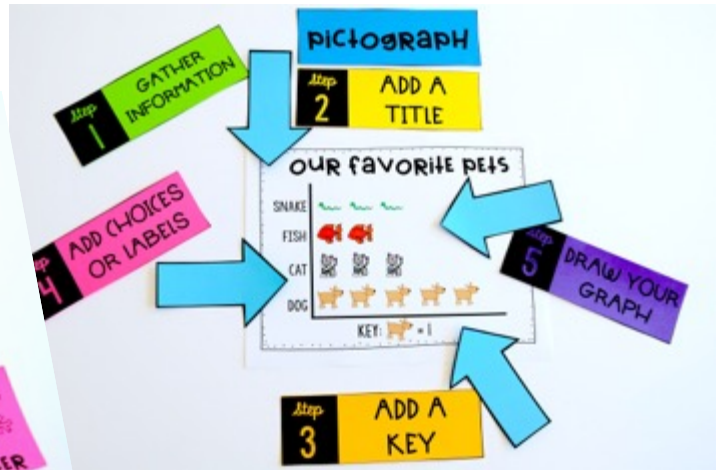 PICTOGRAPH
Step 1
GATHER
INFORMATION
Step 2
ADD A
TITLE
OUR FAVORITE PETS
SNAKE
FISH
CAT
DOG
KEY: = 1
ADD CHOICES
OR LABELS
4
Step 5
DRAW YOUR
GRAPH
Step 3
ADD A
KEY